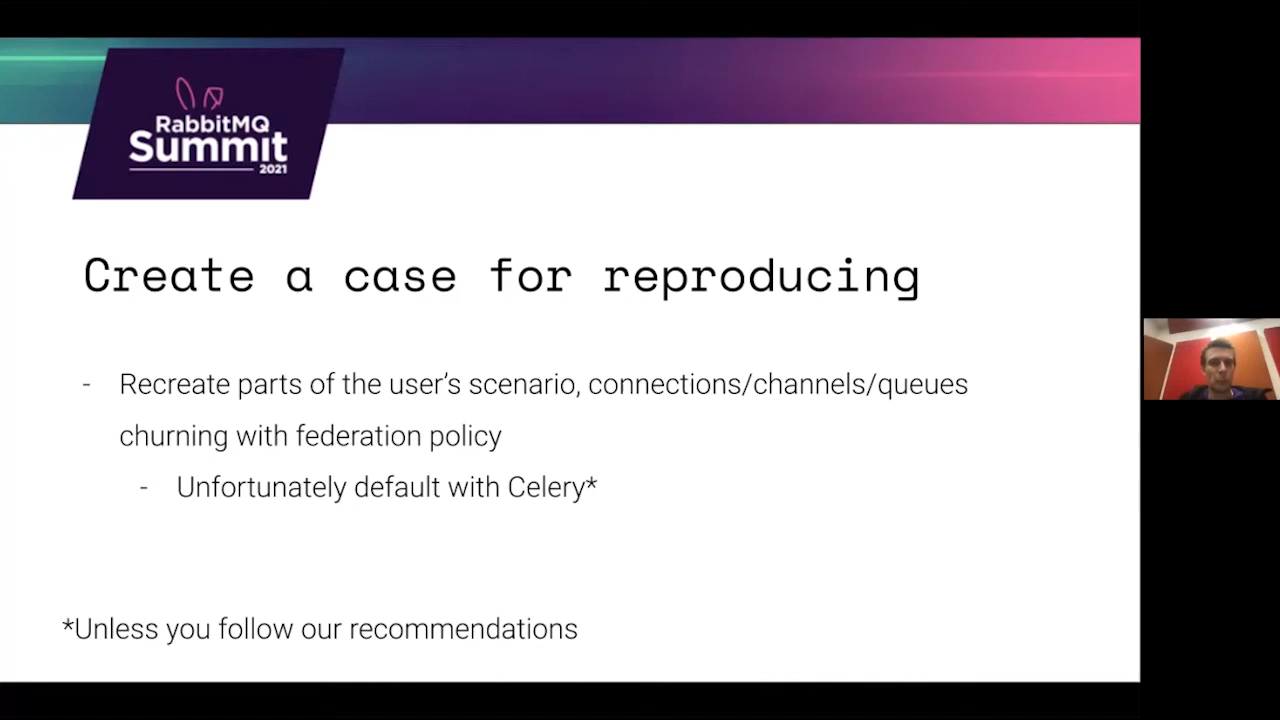 RabbitMQ
Summit
2021
Create a case for reproducing
- Recreate parts of the user's scenario, connections/channels/queues
churning with federation policy
- Unfortunately default with Celery*
*Unless you follow our recommendations